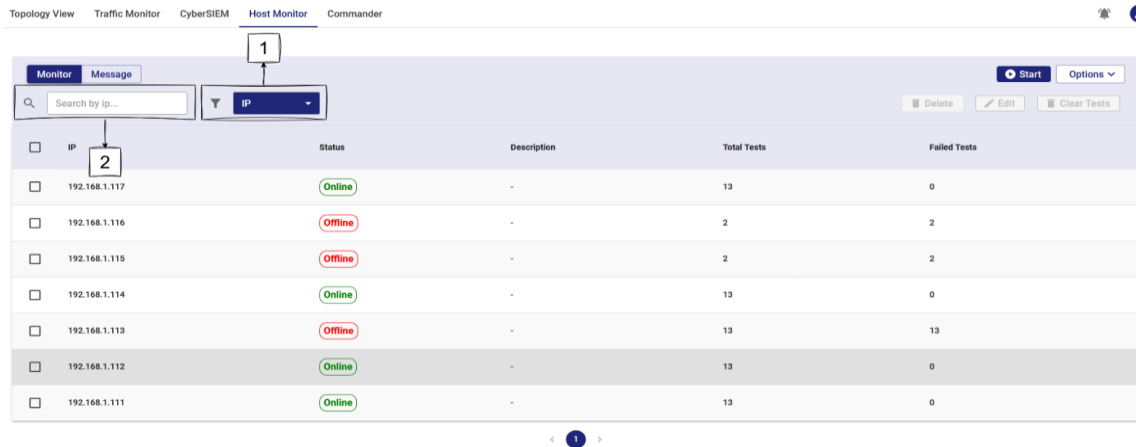 Topology View Traffic Monitor CyberSIEM Host Monitor Commander
1
Monitor Message Start Options
Search by ip... IP Delete Edit Clear Tests
IP Status Description Total Tests Failed Tests
2
192.168.1.117 Online - 13 0
192.168.1.116 Offline - 2 2
192.168.1.115 Offline - 2 2
192.168.1.114 Online - 13 0
192.168.1.113 Offline - 13 13
192.168.1.112 Online - 13 0
192.168.1.111 Online - 13 0
< 1 >